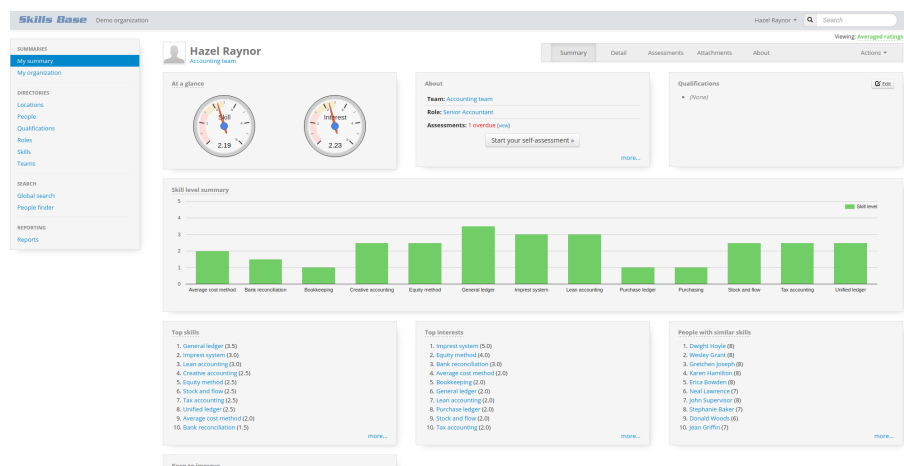 Skills Base Demo organization
Hazel Raynor
Search
Viewing: Averaged ratings
SUMMARIES
My summary
My organization
DIRECTORIES
Locations
People
Qualifications
Roles
Skills
Teams
SEARCH
Global search
People finder
REPORTING
Reports
Hazel Raynor
Accounting team
Summary Detail Assessments Attachments About Actions
At a glance
Skill
2.19
Interest
2.23
About
Team: Accounting team
Role: Senior Accountant
Assessments: 1 overdue [view]
Start your self-assessment »
more...
Qualifications
Edit
(None)
Skill level summary
Skill level
5
4
3
2
1
0
Average cost method Bank reconciliation Bookkeeping Creative accounting Equity method General ledger Imprest system Lean accounting Purchase ledger Purchasing Stock and flow Tax accounting Unified ledger
Top skills
1. General ledger (3.5)
2. Imprest system (3.0)
3. Lean accounting (3.0)
4. Creative accounting (2.5)
5. Equity method (2.5)
6. Stock and flow (2.5)
7. Tax accounting (2.5)
8. Unified ledger (2.5)
9. Average cost method (2.0)
10. Bank reconciliation (1.5)
more...
Top interests
1. Imprest system (5.0)
2. Equity method (4.0)
3. Bank reconciliation (3.0)
4. Average cost method (2.0)
5. Bookkeeping (2.0)
6. General ledger (2.0)
7. Lean accounting (2.0)
8. Purchase ledger (2.0)
9. Stock and flow (2.0)
10. Tax accounting (2.0)
more...
People with similar skills
1. Dwight Hoyle (8)
2. Wesley Grant (8)
3. Gretchen Joseph (8)
4. Karen Hamilton (8)
5. Erica Bowden (8)
6. Neal Lawrence (7)
7. John Supervisor (8)
8. Stephanie Baker (7)
9. Donald Woods (6)
10. Jean Griffin (7)
more...